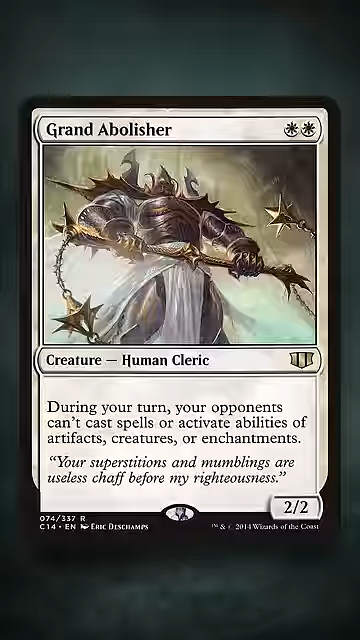 Grand Abolisher
Creature — Human Cleric
During your turn, your opponents
can't cast spells or activate abilities of
artifacts, creatures, or enchantments.
"Your superstitions and mumblings are
useless chaff before my righteousness."
2/2
074/337 R
C14 • EN Eric Deschamps
™ & © 2014 Wizards of the Coast